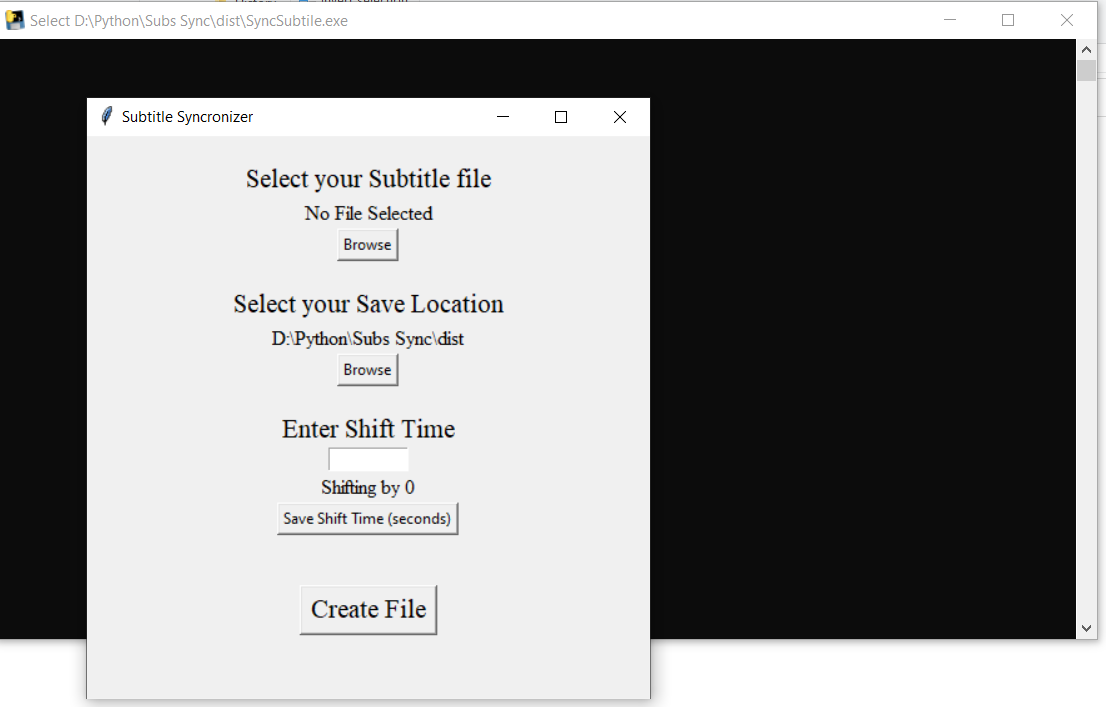 Select D:\Python\Subs Sync\dist\SyncSubtile.exe
Subtitle Syncronizer
Select your Subtitle file
No File Selected
Browse
Select your Save Location
D:\Python\Subs Sync\dist
Browse
Enter Shift Time
Shifting by 0
Save Shift Time (seconds)
Create File